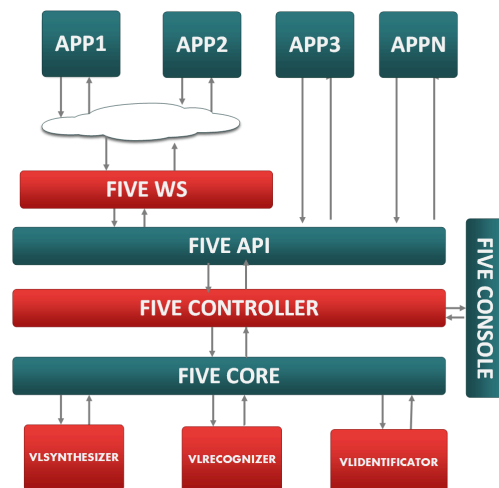 APP1
APP2
APP3
APPN
FIVE WS
FIVE API
FIVE CONTROLLER
FIVE CONSOLE
FIVE CORE
VLSYNTHESIZER
VLRECOGNIZER
VLIDENTIFICATOR